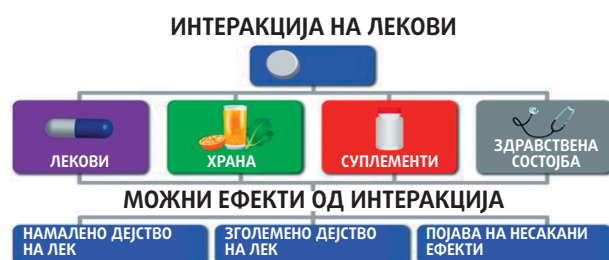 ИНТЕРАКЦИЈА НА ЛЕКОВИ
ЛЕКОВИ
ХРАНА
СУПЛЕМЕНТИ
ЗДРАВСТВЕНА
СОСТОЈБА
МОЖНИ ЕФЕКТИ ОД ИНТЕРАКЦИЈА
НАМАЛЕНО ДЕЈСТВО
НА ЛЕК
ЗГОЛЕМЕНО ДЕЈСТВО
НА ЛЕК
ПОЈАВА НА НЕСАКАНИ
ЕФЕКТИ